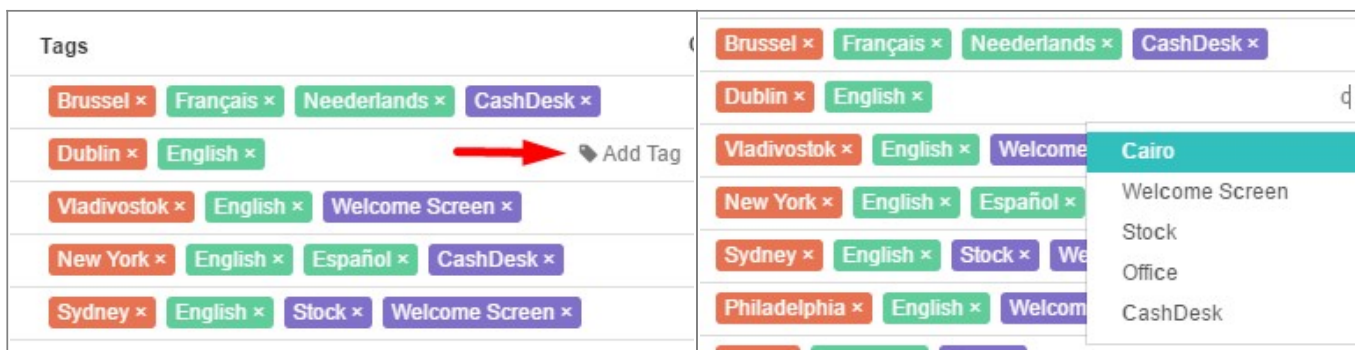 Tags
Brussel × Français × Neederlands × CashDesk ×
Dublin × English × Add Tag
Vladivostok × English × Welcome Screen ×
New York × English × Español × CashDesk ×
Sydney × English × Stock × Welcome Screen ×
Brussel × Français × Neederlands × CashDesk ×
Dublin × English × c
Vladivostok × English × Welcome
New York × English × Español ×
Sydney × English × Stock × We
Philadelphia × English × Welcom
Cairo
Welcome Screen
Stock
Office
CashDesk